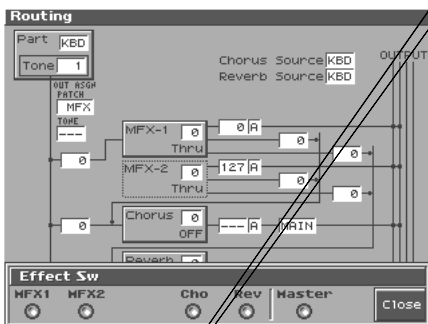 Routing
Part KBD
Tone 1
Chorus Source KBD
Reverb Source KBD
OUTPUT
OUT ASGN
PATCH
MFX
TONE
---
MFX-1 0
Thru
0 A
0
0
0
MFX-2 0
Thru
127 A
0
0
Chorus 0
OFF
0
--- A
MAIN
Reverb 0
Effect Sw
MFX1 MFX2 Cho Rev Master
Close